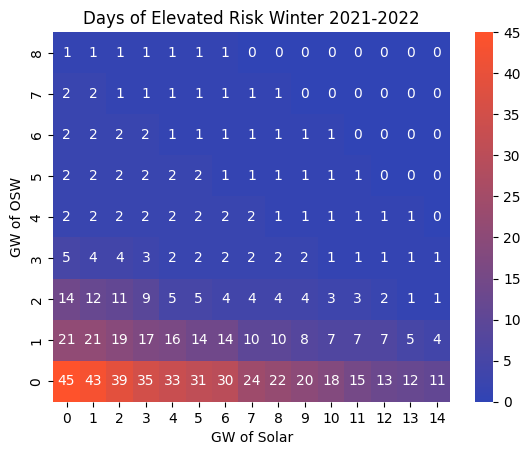 Days of Elevated Risk Winter 2021-2022
8 1 1 1 1 1 1 1 0 0 0 0 0 0 0 0
7 2 2 1 1 1 1 1 1 1 0 0 0 0 0 0
6 2 2 2 2 1 1 1 1 1 1 1 0 0 0 0
5 2 2 2 2 2 2 1 1 1 1 1 1 0 0 0
4 2 2 2 2 2 2 2 2 1 1 1 1 1 1 0
3 5 4 4 3 2 2 2 2 2 2 1 1 1 1 1
2 14 12 11 9 5 5 4 4 4 4 3 3 2 1 1
1 21 21 19 17 16 14 14 10 10 8 7 7 7 5 4
0 45 43 39 35 33 31 30 24 22 20 18 15 13 12 11
0 1 2 3 4 5 6 7 8 9 10 11 12 13 14
GW of Solar
GW of OSW
45
40
35
30
25
20
15
10
5
0